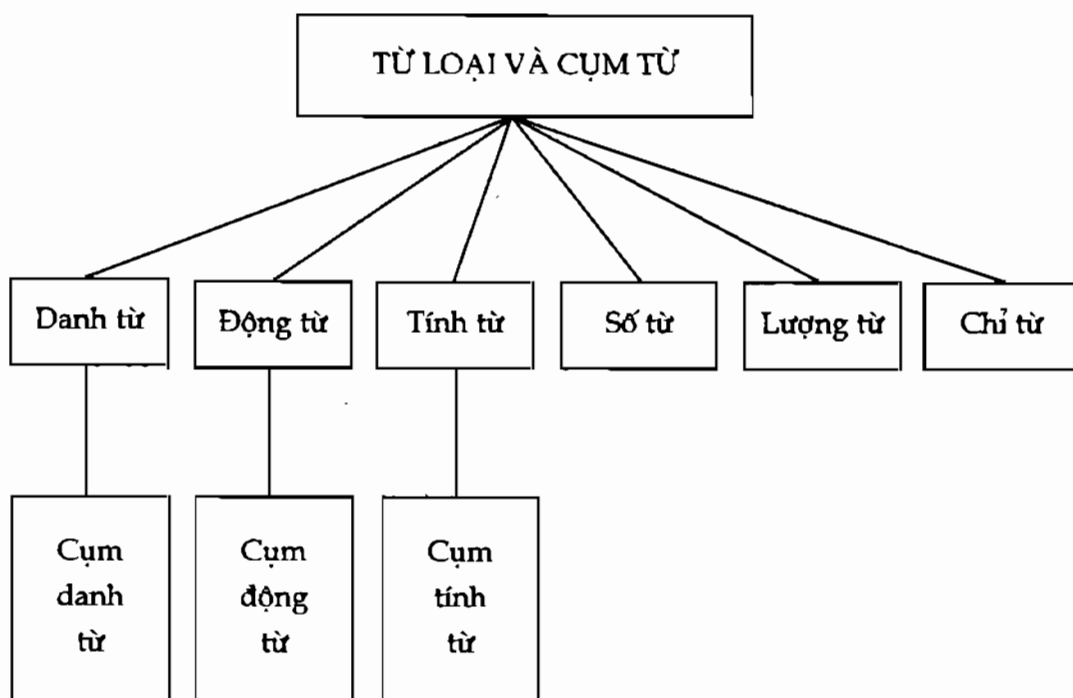 TỪ LOẠI VÀ CỤM TỪ
Danh từ
Động từ
Tính từ
Số từ
Lượng từ
Chỉ từ
Cụm
danh
từ
Cụm
động
từ
Cụm
tính
từ